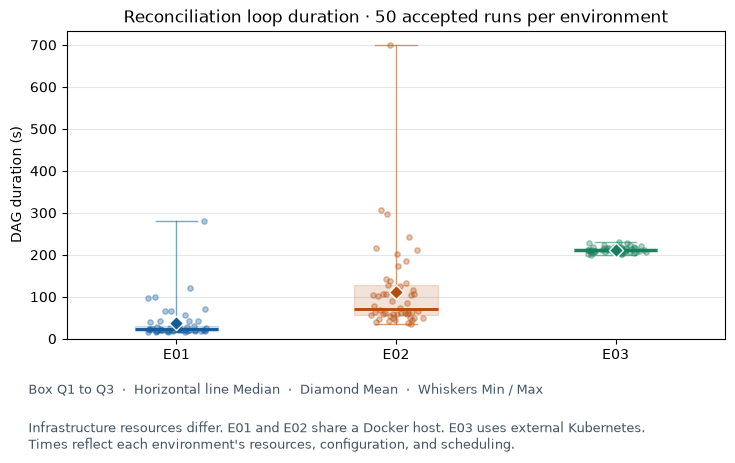 Reconciliation loop duration · 50 accepted runs per environment
DAG duration (s)
700
600
500
400
300
200
100
0
E01 E02 E03
Box Q1 to Q3 · Horizontal line Median · Diamond Mean · Whiskers Min / Max
Infrastructure resources differ. E01 and E02 share a Docker host. E03 uses external Kubernetes.
Times reflect each environment's resources, configuration, and scheduling.